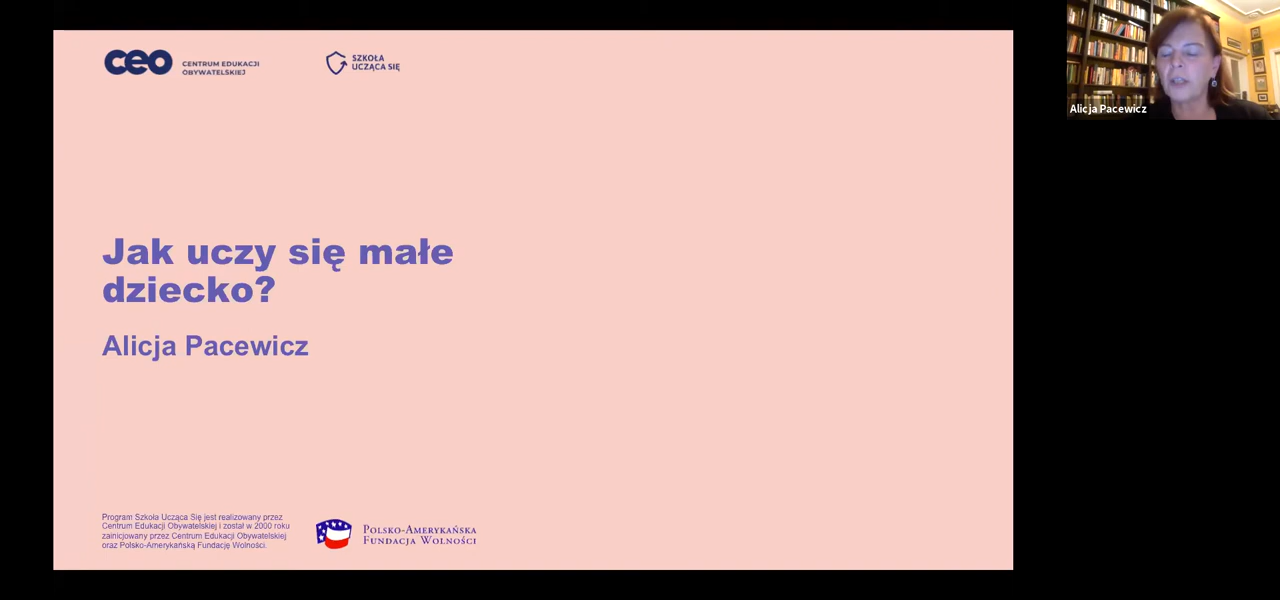 ceo CENTRUM EDUKACJI
OBYWATELSKIEJ
SZKOŁA
UCZĄCA SIĘ
Alicja Pacewicz
Jak uczy się małe
dziecko?
Alicja Pacewicz
Program Szkoła Ucząca Się jest realizowany przez
Centrum Edukacji Obywatelskiej i został w 2000 roku
zainicjowany przez Centrum Edukacji Obywatelskiej
oraz Polsko-Amerykańską Fundację Wolności.
POLSKO-AMERYKAŃSKA
FUNDACJA WOLNOŚCI